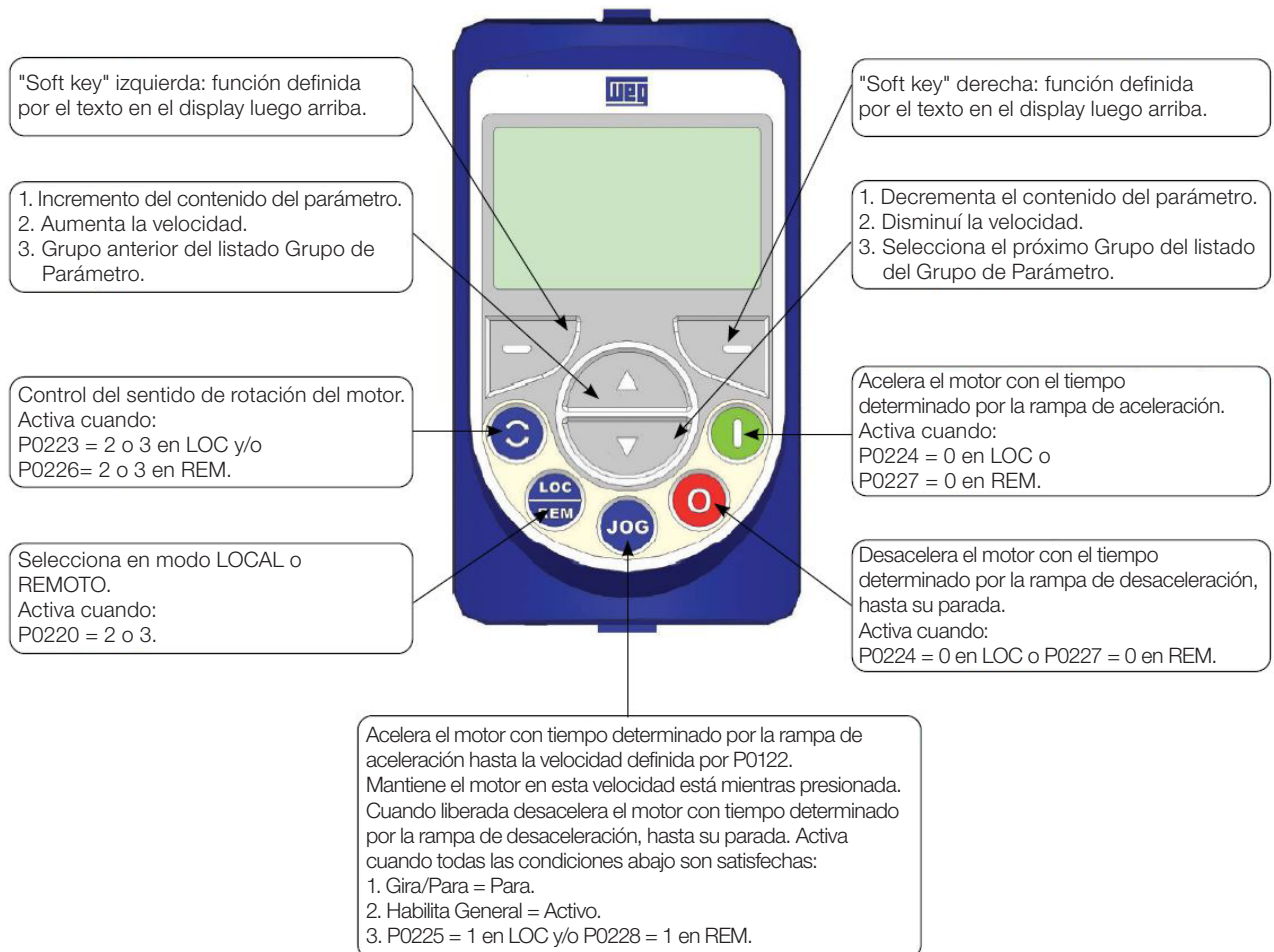 "Soft key" izquierda: función definida
por el texto en el display luego arriba.
1. Incremento del contenido del parámetro.
2. Aumenta la velocidad.
3. Grupo anterior del listado Grupo de
Parámetro.
Control del sentido de rotación del motor.
Activa cuando:
P0223 = 2 o 3 en LOC y/o
P0226= 2 o 3 en REM.
Selecciona en modo LOCAL o
REMOTO.
Activa cuando:
P0220 = 2 o 3.
weg
LOC
REM
JOG
"Soft key" derecha: función definida
por el texto en el display luego arriba.
1. Decrementa el contenido del parámetro.
2. Disminuí la velocidad.
3. Selecciona el próximo Grupo del listado
del Grupo de Parámetro.
Acelera el motor con el tiempo
determinado por la rampa de aceleración.
Activa cuando:
P0224 = 0 en LOC o
P0227 = 0 en REM.
Desacelera el motor con el tiempo
determinado por la rampa de desaceleración,
hasta su parada.
Activa cuando:
P0224 = 0 en LOC o P0227 = 0 en REM.
Acelera el motor con tiempo determinado por la rampa de
aceleración hasta la velocidad definida por P0122.
Mantiene el motor en esta velocidad está mientras presionada.
Cuando liberada desacelera el motor con tiempo determinado
por la rampa de desaceleración, hasta su parada. Activa
cuando todas las condiciones abajo son satisfechas:
1. Gira/Para = Para.
2. Habilita General = Activo.
3. P0225 = 1 en LOC y/o P0228 = 1 en REM.